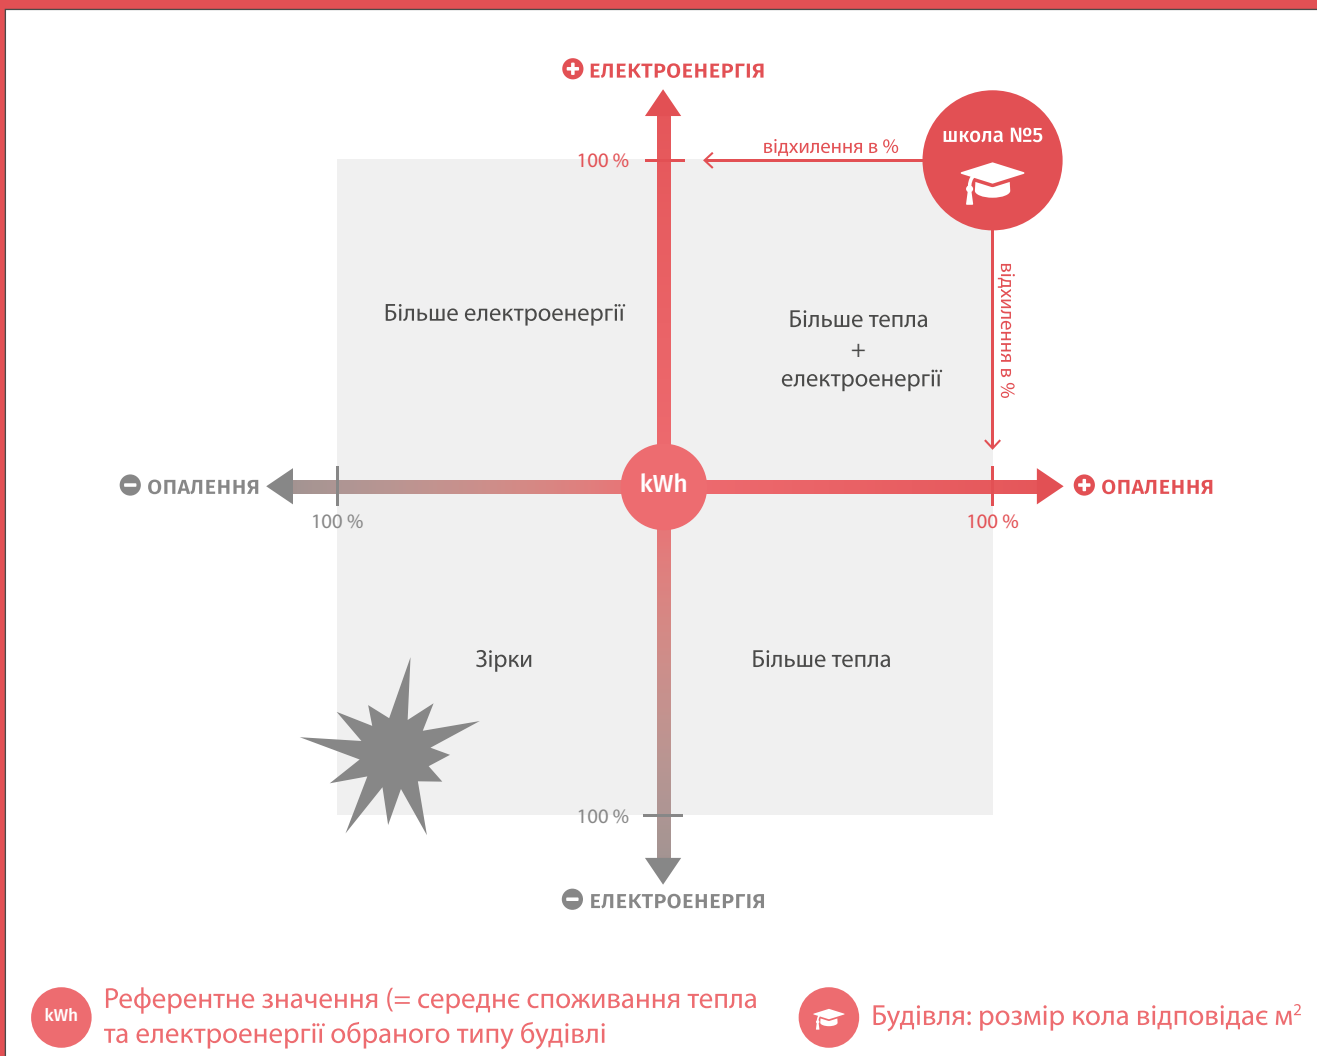 ЕЛЕКТРОЕНЕРГІЯ
школа №5
відхилення в %
100 %
відхилення в %
Більше електроенергії
Більше тепла
+
електроенергії
ОПАЛЕННЯ
kWh
ОПАЛЕННЯ
100 %
100 %
Зірки
Більше тепла
100 %
ЕЛЕКТРОЕНЕРГІЯ
kWh
Референтне значення (= середнє споживання тепла
та електроенергії обраного типу будівлі
Будівля: розмір кола відповідає м²